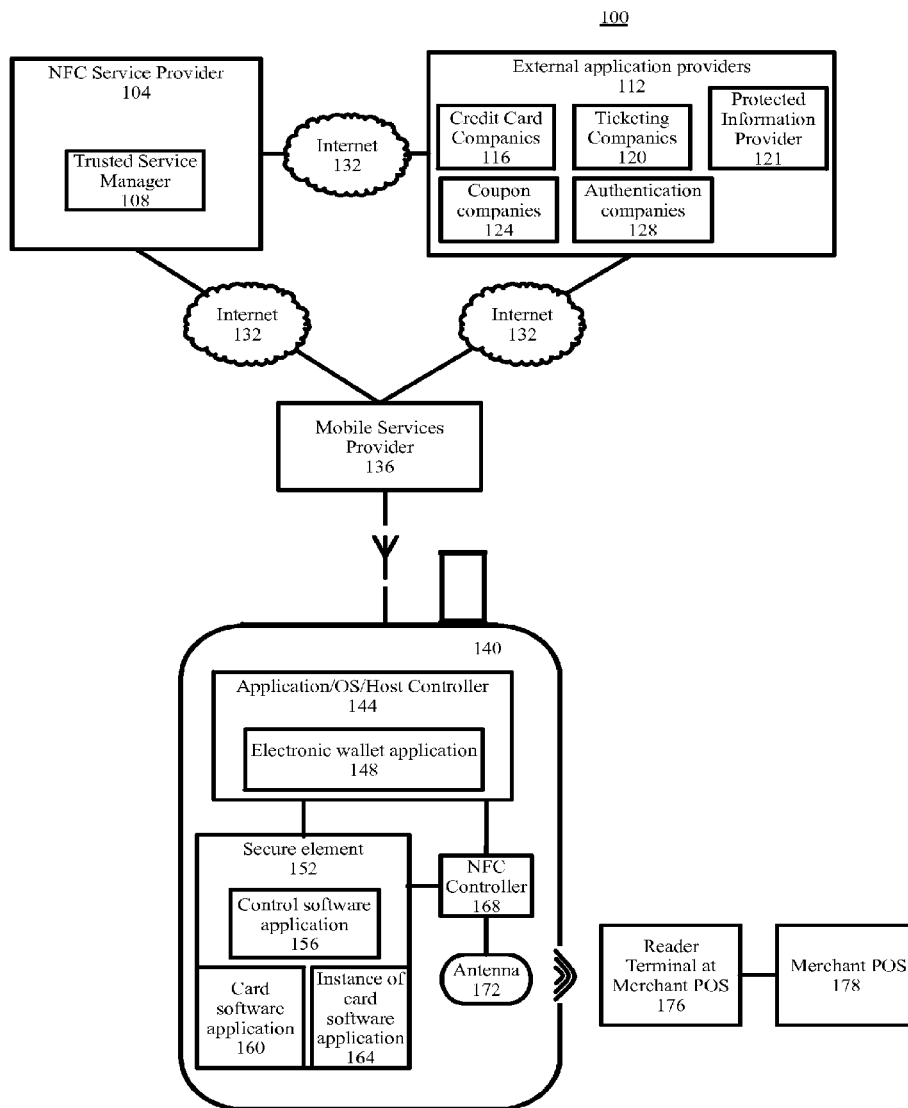 100
NFC Service Provider
104
Trusted Service
Manager
108
Internet
132
External application providers
112
Credit Card
Companies
116
Ticketing
Companies
120
Protected
Information
Provider
121
Coupon
companies
124
Authentication
companies
128
Internet
132
Internet
132
Mobile Services
Provider
136
140
Application/OS/Host Controller
144
Electronic wallet application
148
Secure element
152
Control software
application
156
Card
software
application
160
Instance of
card
software
application
164
NFC
Controller
168
Antenna
172
Reader
Terminal at
Merchant POS
176
Merchant POS
178